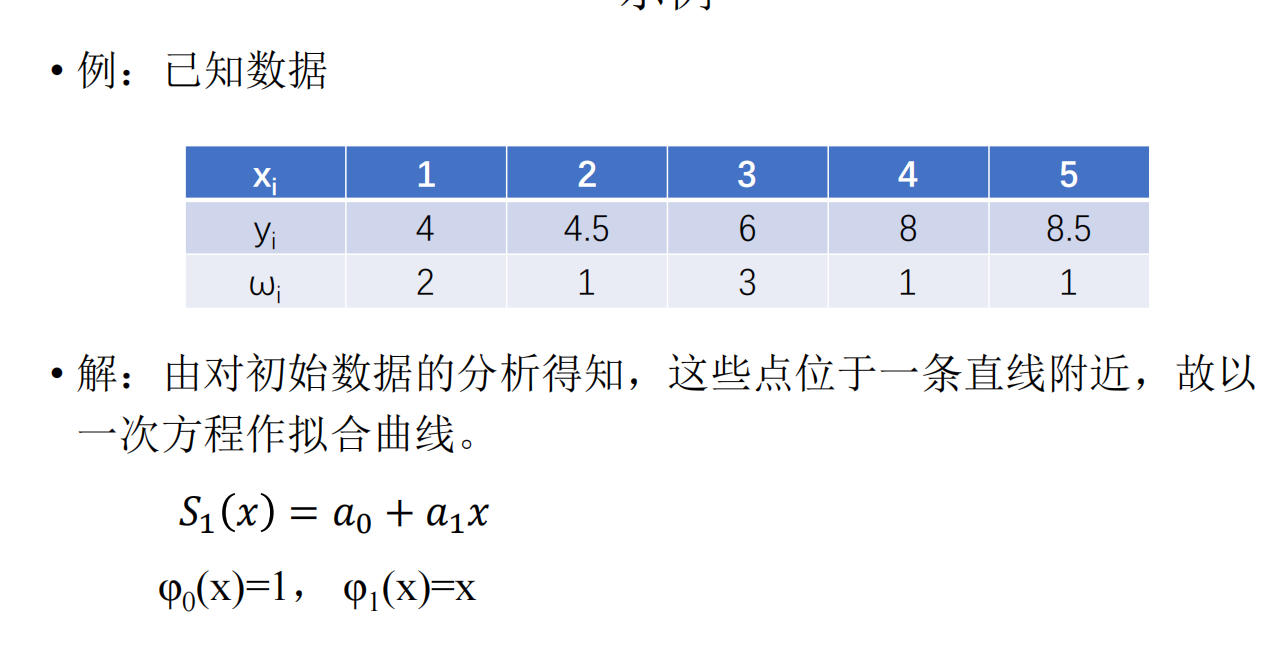 示例
• 例：已知数据
xᵢ 1 2 3 4 5
yᵢ 4 4.5 6 8 8.5
ωᵢ 2 1 3 1 1
• 解：由对初始数据的分析得知，这些点位于一条直线附近，故以
一次方程作拟合曲线。
S₁(x) = a₀ + a₁x
φ₀(x)=1， φ₁(x)=x